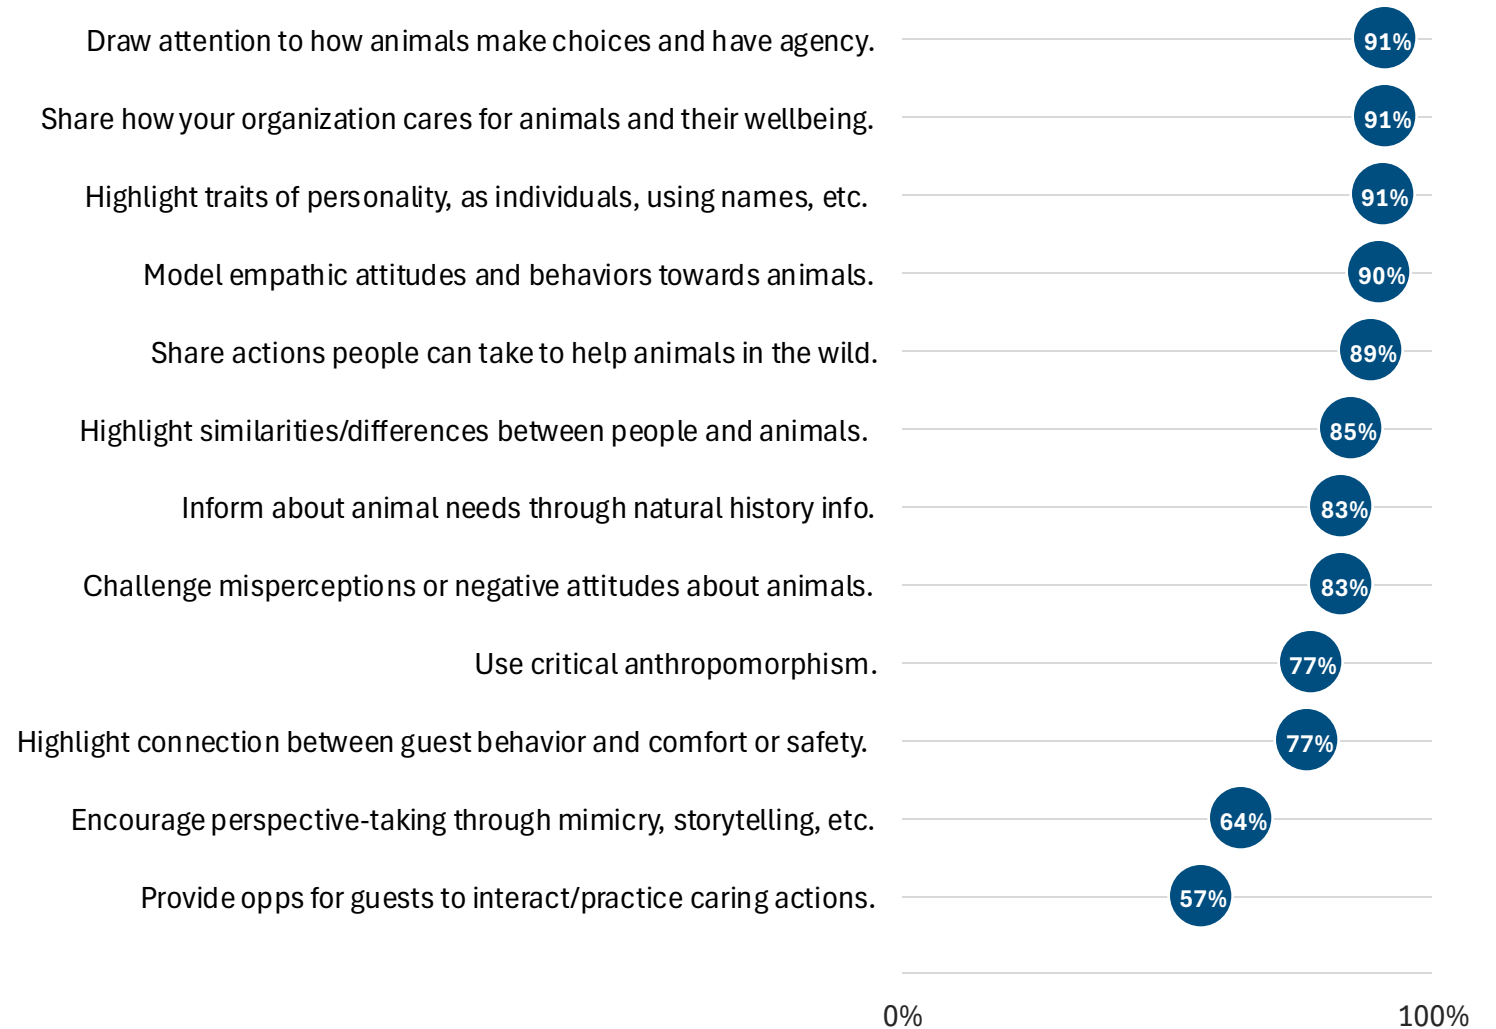 Draw attention to how animals make choices and have agency. 91%
Share how your organization cares for animals and their wellbeing. 91%
Highlight traits of personality, as individuals, using names, etc. 91%
Model empathic attitudes and behaviors towards animals. 90%
Share actions people can take to help animals in the wild. 89%
Highlight similarities/differences between people and animals. 85%
Inform about animal needs through natural history info. 83%
Challenge misperceptions or negative attitudes about animals. 83%
Use critical anthropomorphism. 77%
Highlight connection between guest behavior and comfort or safety. 77%
Encourage perspective-taking through mimicry, storytelling, etc. 64%
Provide opps for guests to interact/practice caring actions. 57%
0% 100%